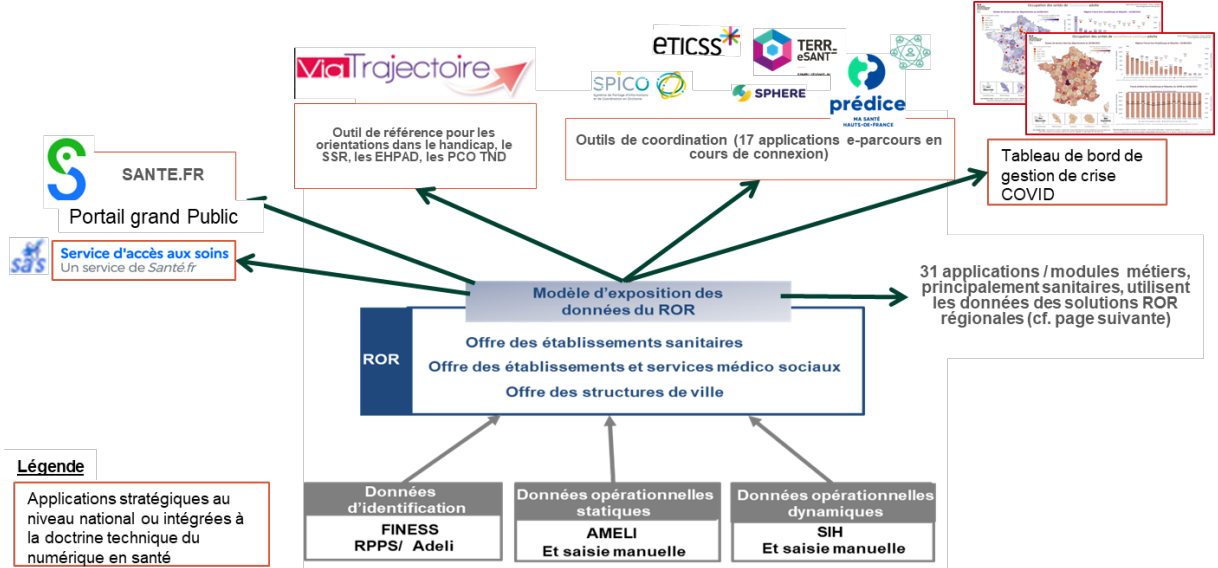 ViaTrajectoire
eTICSS
TERR_
eSANT
SPICO
SPHERE
prédice
MA SANTÉ
HAUTS-DE-FRANCE
Outil de référence pour les
orientations dans le handicap, le
SSR, les EHPAD, les PCO TND
Outils de coordination (17 applications e-parcours en
cours de connexion)
Tableau de bord de
gestion de crise
COVID
SANTE.FR
Portail grand Public
sas
Service d'accès aux soins
Un service de Santé.fr
31 applications / modules métiers,
principalement sanitaires, utilisent
les données des solutions ROR
régionales (cf. page suivante)
Modèle d'exposition des
données du ROR
ROR
Offre des établissements sanitaires
Offre des établissements et services médico sociaux
Offre des structures de ville
Légende
Applications stratégiques au
niveau national ou intégrées à
la doctrine technique du
numérique en santé
Données
d'identification
FINESS
RPPS/ Adeli
Données opérationnelles
statiques
AMELI
Et saisie manuelle
Données opérationnelles
dynamiques
SIH
Et saisie manuelle